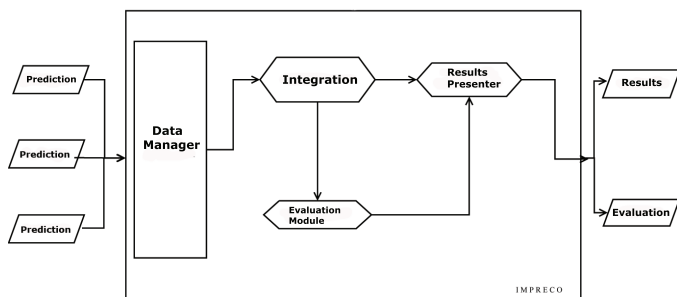 Prediction
Prediction
Prediction
Data
Manager
Integration
Evaluation
Module
Results
Presenter
Results
Evaluation
IMPRECO